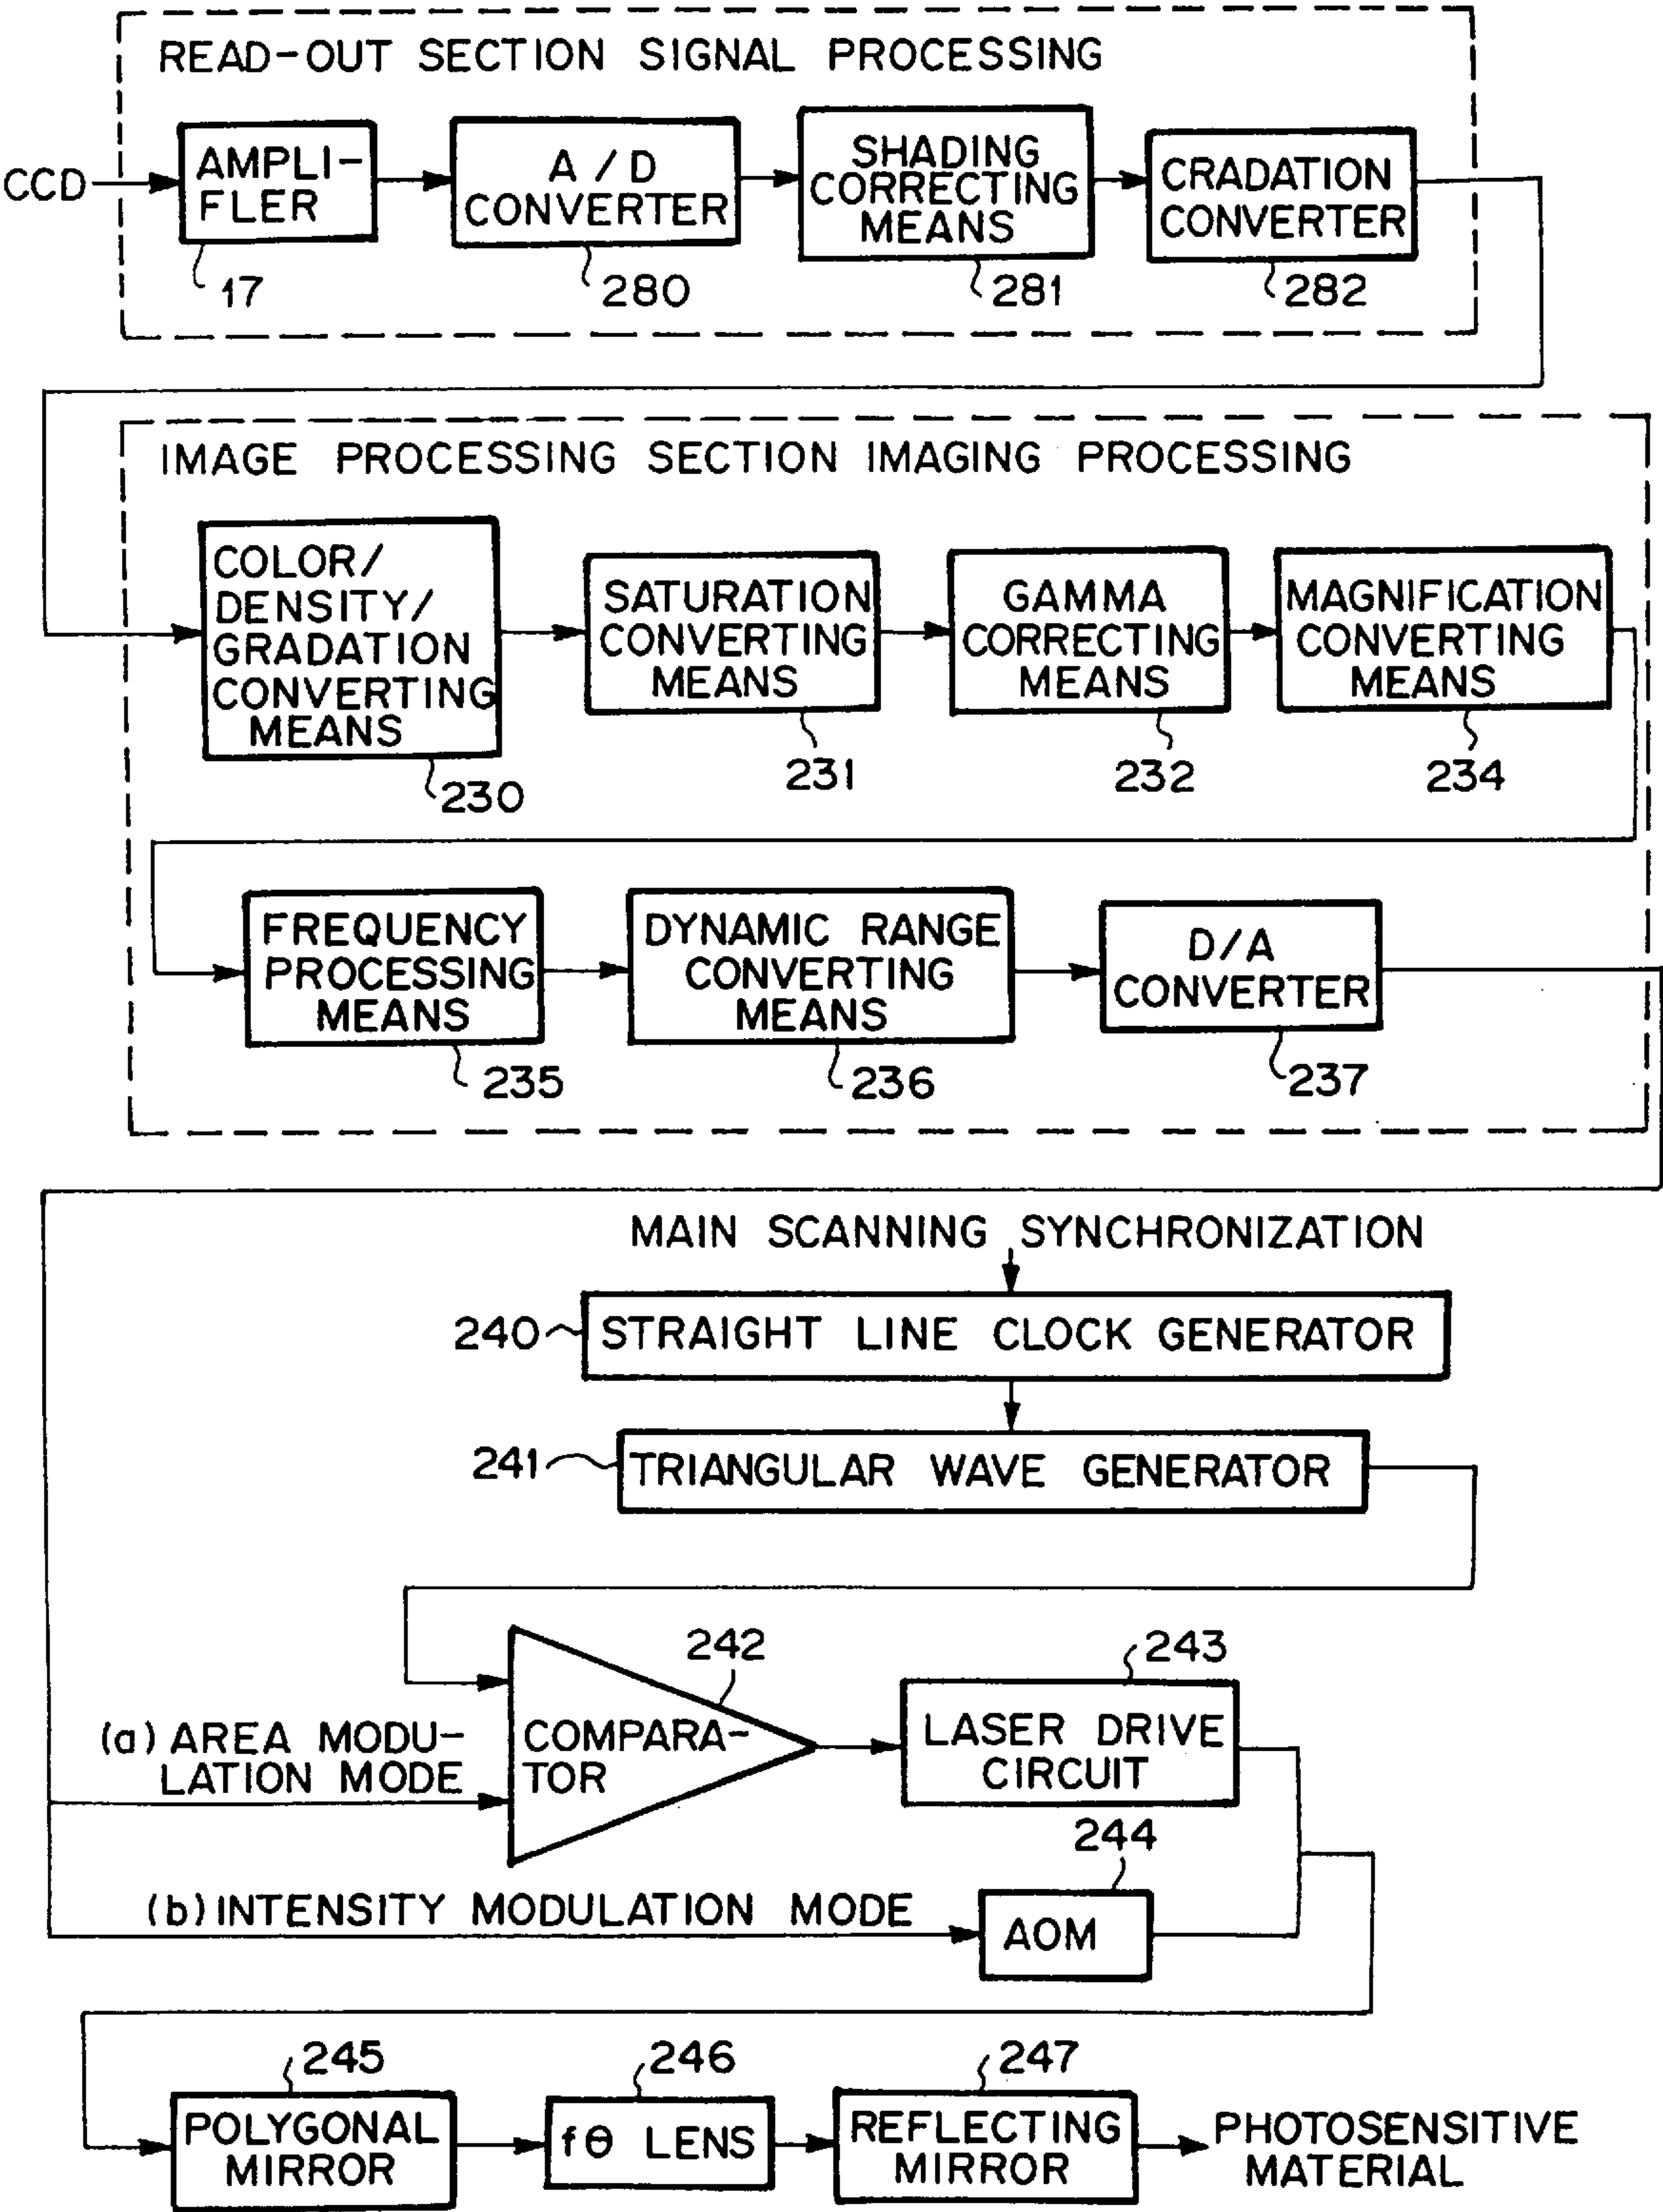 READ-OUT SECTION SIGNAL PROCESSING
CCD
AMPLI-
FLER
A/D
CONVERTER
SHADING
CORRECTING
MEANS
CRADATION
CONVERTER
17
280
281
282
IMAGE PROCESSING SECTION IMAGING PROCESSING
COLOR/
DENSITY/
GRADATION
CONVERTING
MEANS
SATURATION
CONVERTING
MEANS
GAMMA
CORRECTING
MEANS
MAGNIFICATION
CONVERTING
MEANS
230
231
232
234
FREQUENCY
PROCESSING
MEANS
DYNAMIC RANGE
CONVERTING
MEANS
D/A
CONVERTER
235
236
237
MAIN SCANNING SYNCHRONIZATION
240
STRAIGHT LINE CLOCK GENERATOR
241
TRIANGULAR WAVE GENERATOR
242
243
(a) AREA MODU-
LATION MODE
COMPARA-
TOR
LASER DRIVE
CIRCUIT
244
(b) INTENSITY MODULATION MODE
AOM
245
246
247
POLYGONAL
MIRROR
fθ LENS
REFLECTING
MIRROR
PHOTOSENSITIVE
MATERIAL